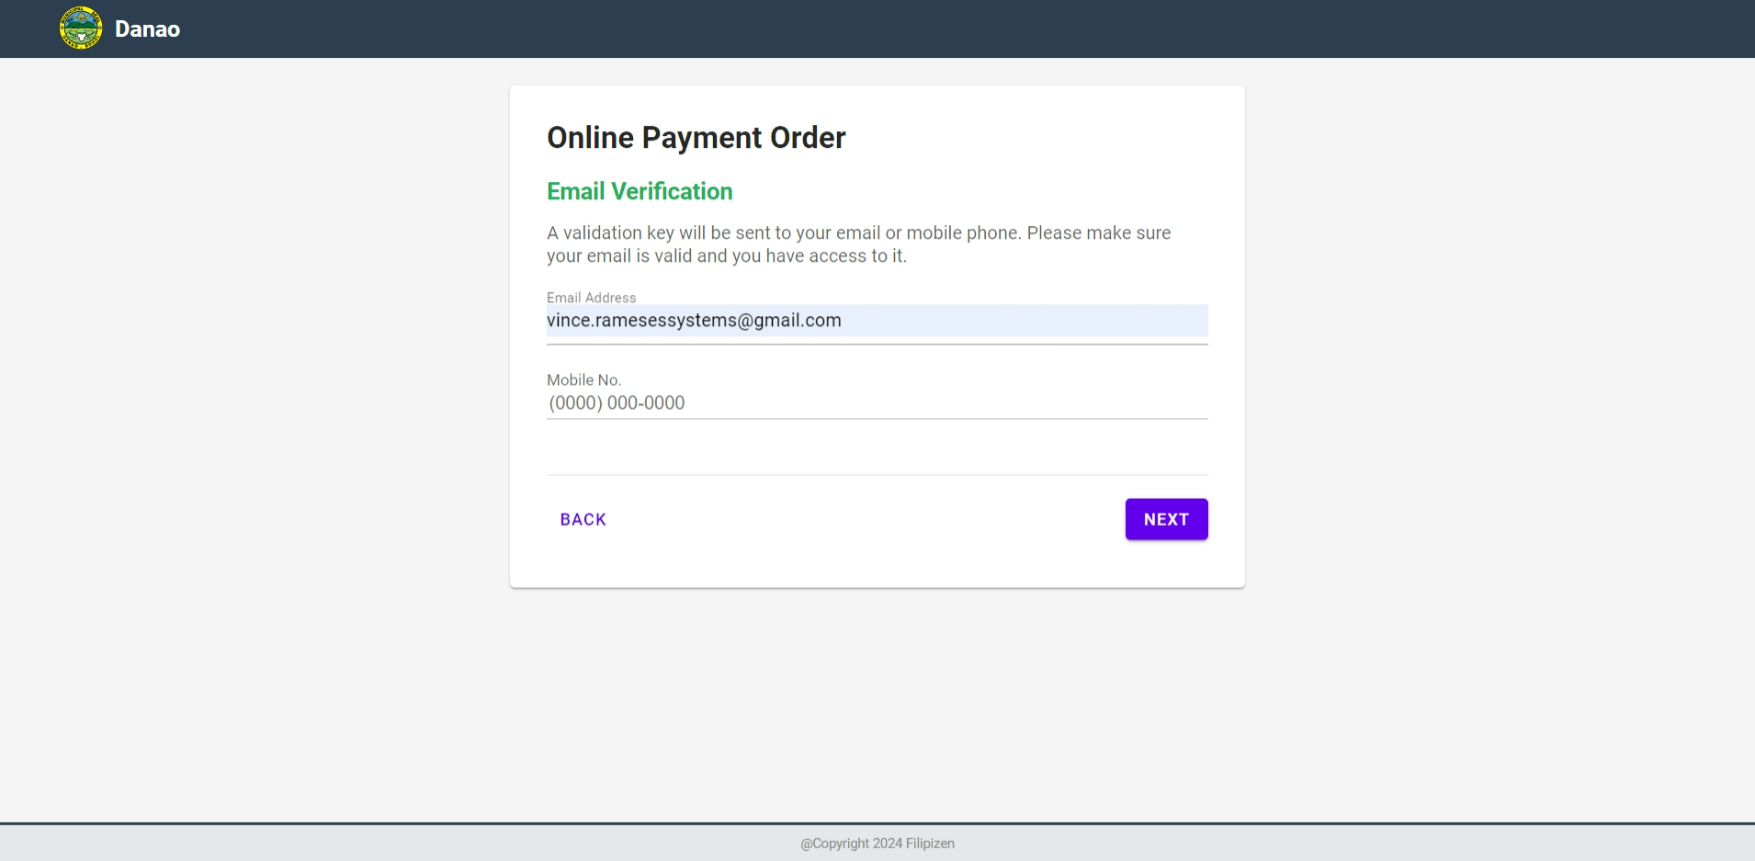 Danao
Online Payment Order
Email Verification
A validation key will be sent to your email or mobile phone. Please make sure
your email is valid and you have access to it.
Email Address
vince.ramesessystems@gmail.com
Mobile No.
(0000) 000-0000
BACK
NEXT
@Copyright 2024 Filipizen